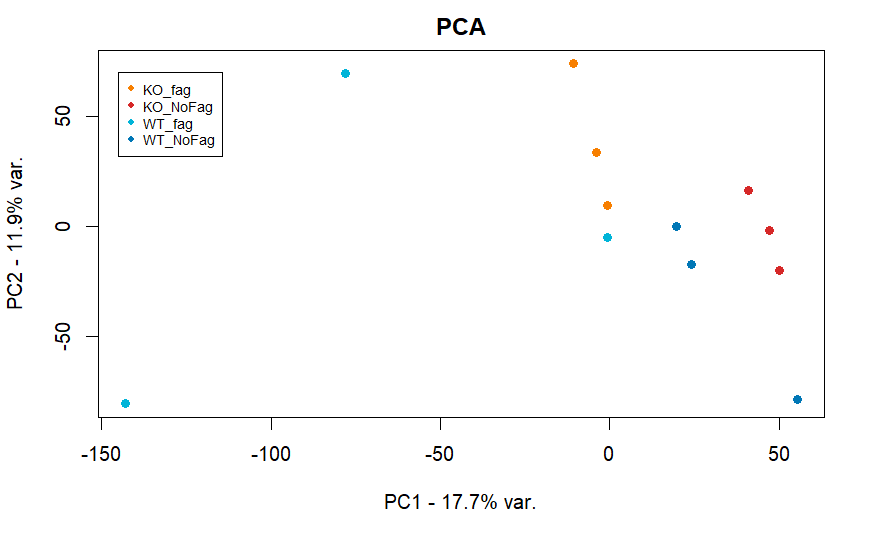 PCA
KO_fag
KO_NoFag
WT_fag
WT_NoFag
50
0
-50
PC2 - 11.9% var.
-150
-100
-50
0
50
PC1 - 17.7% var.